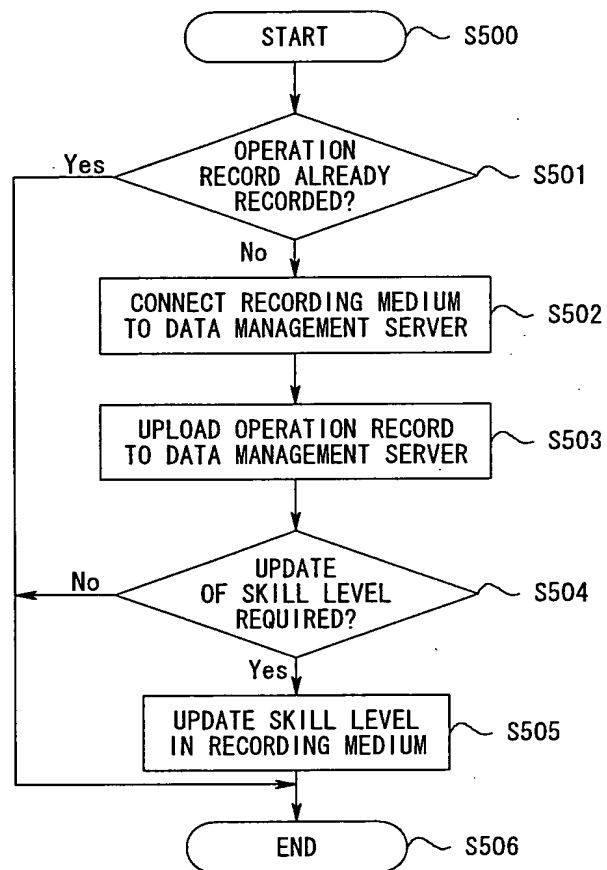 START
S500
Yes
OPERATION
RECORD ALREADY
RECORDED?
S501
No
CONNECT RECORDING MEDIUM
TO DATA MANAGEMENT SERVER
S502
UPLOAD OPERATION RECORD
TO DATA MANAGEMENT SERVER
S503
No
UPDATE
OF SKILL LEVEL
REQUIRED?
S504
Yes
UPDATE SKILL LEVEL
IN RECORDING MEDIUM
S505
END
S506